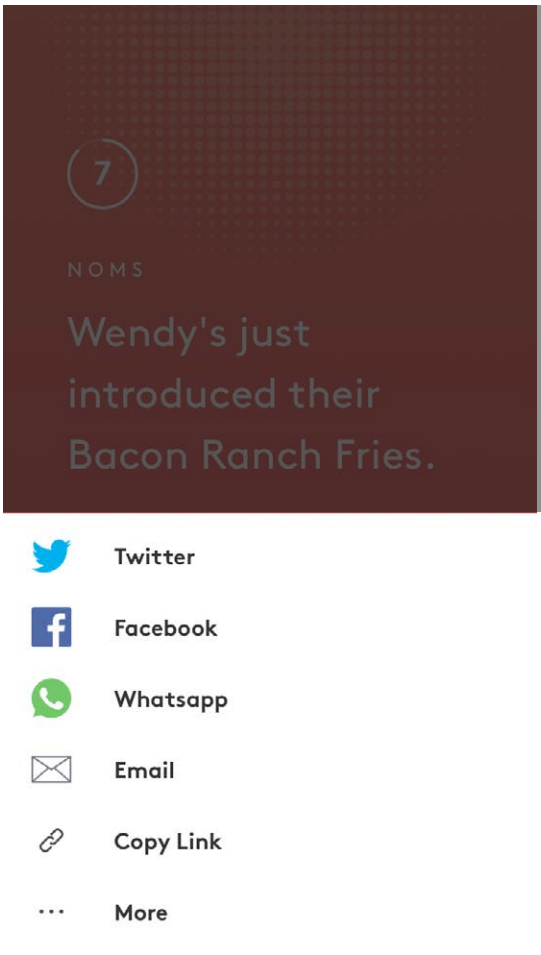 7
NOMS
Wendy's just
introduced their
Bacon Ranch Fries.
Twitter
Facebook
Whatsapp
Email
Copy Link
More